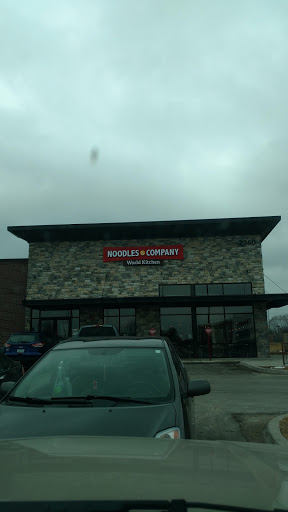 NOODLES & COMPANY
World Kitchen